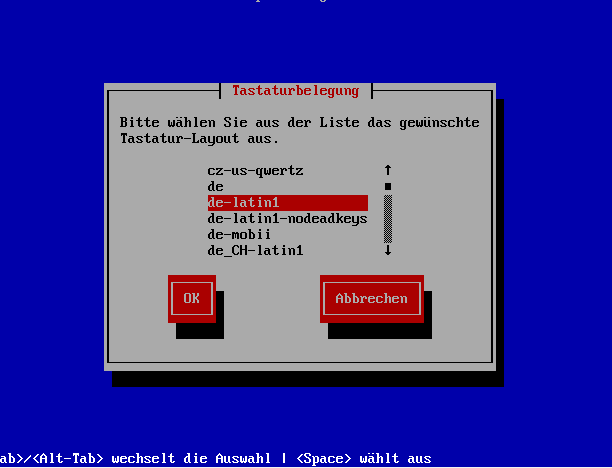 Tastaturbelegung
Bitte wählen Sie aus der Liste das gewünschte
Tastatur-Layout aus.
cz-us-qwertz
de
de-latin1
de-latin1-nodeadkeys
de-mobii
de_CH-latin1
OK
Abbrechen
ab>/<Alt-Tab> wechselt die Auswahl | <Space> wählt aus